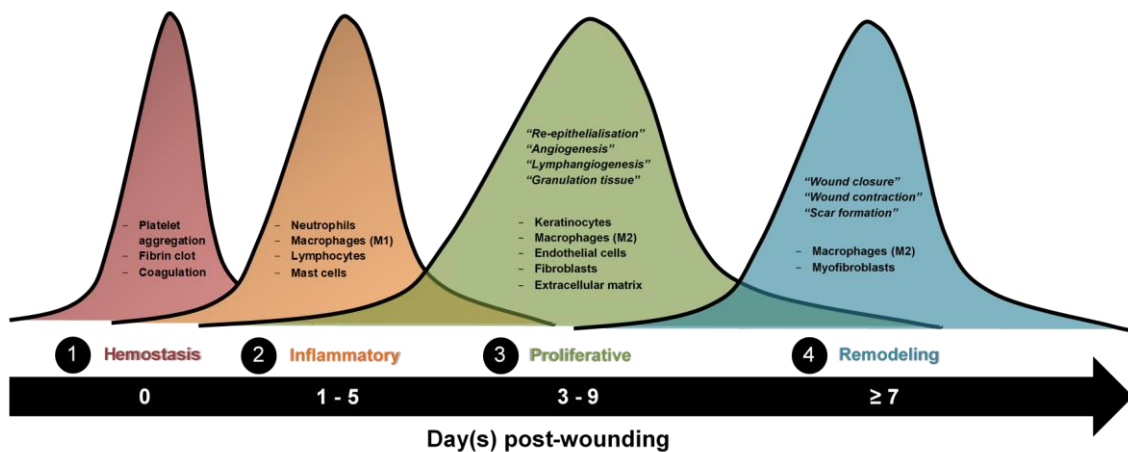 – Platelet
aggregation
– Fibrin clot
– Coagulation
– Neutrophils
– Macrophages (M1)
– Lymphocytes
– Mast cells
“Re-epithelialisation”
“Angiogenesis”
“Lymphangiogenesis”
“Granulation tissue”
– Keratinocytes
– Macrophages (M2)
– Endothelial cells
– Fibroblasts
– Extracellular matrix
“Wound closure”
“Wound contraction”
“Scar formation”
– Macrophages (M2)
– Myofibroblasts
1 Hemostasis
2 Inflammatory
3 Proliferative
4 Remodeling
0
1 - 5
3 - 9
≥ 7
Day(s) post-wounding